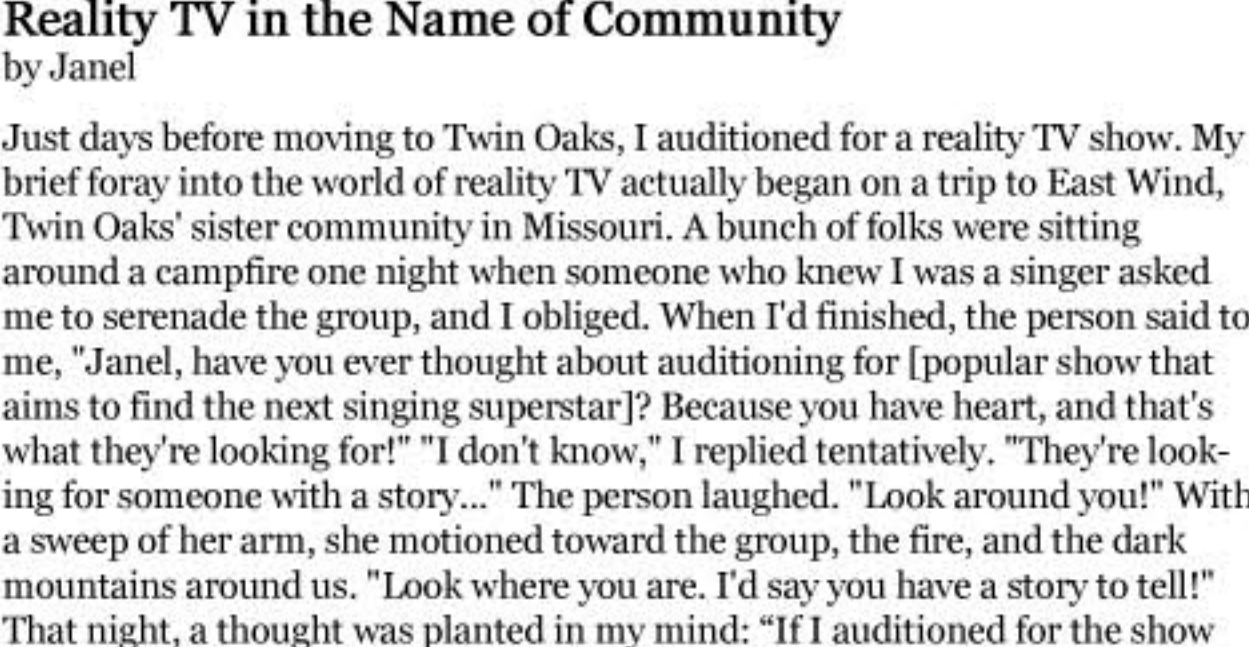 Reality TV in the Name of Community
by Janel
Just days before moving to Twin Oaks, I auditioned for a reality TV show. My
brief foray into the world of reality TV actually began on a trip to East Wind,
Twin Oaks' sister community in Missouri. A bunch of folks were sitting
around a campfire one night when someone who knew I was a singer asked
me to serenade the group, and I obliged. When I'd finished, the person said to
me, "Janel, have you ever thought about auditioning for [popular show that
aims to find the next singing superstar]? Because you have heart, and that's
what they're looking for!" "I don't know," I replied tentatively. "They're look-
ing for someone with a story..." The person laughed. "Look around you!" With
a sweep of her arm, she motioned toward the group, the fire, and the dark
mountains around us. "Look where you are. I'd say you have a story to tell!"
That night, a thought was planted in my mind: “If I auditioned for the show